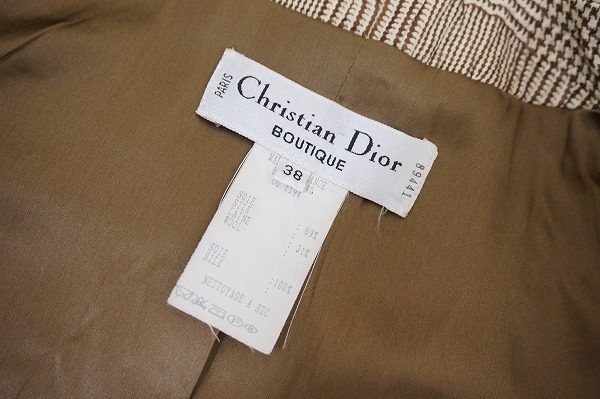 PARIS
Christian Dior
BOUTIQUE
89441
38
SOIE
SILK : 69%
LAINE
WOOL : 31%
SOIE
SILK :100%
NETTOYAGE A SEC